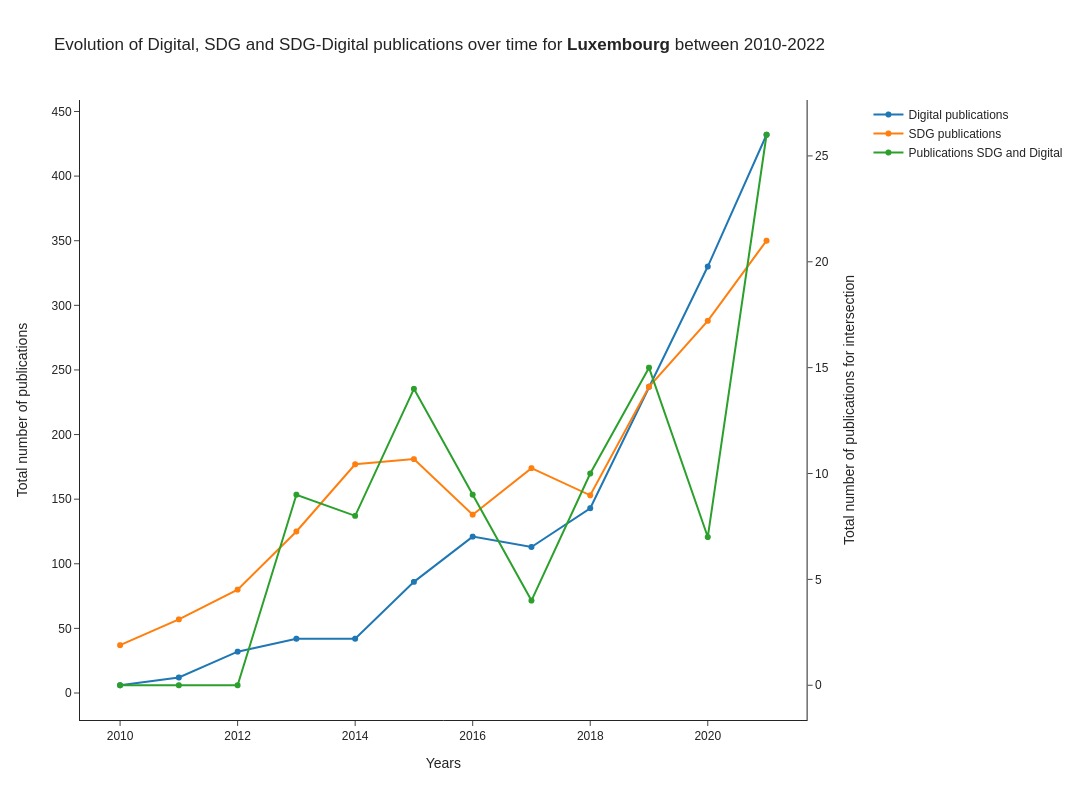 Evolution of Digital, SDG and SDG-Digital publications over time for Luxembourg between 2010-2022
Digital publications
SDG publications
Publications SDG and Digital
Total number of publications
450
400
350
300
250
200
150
100
50
0
25
20
15
10
5
0
Total number of publications for intersection
2010 2012 2014 2016 2018 2020
Years